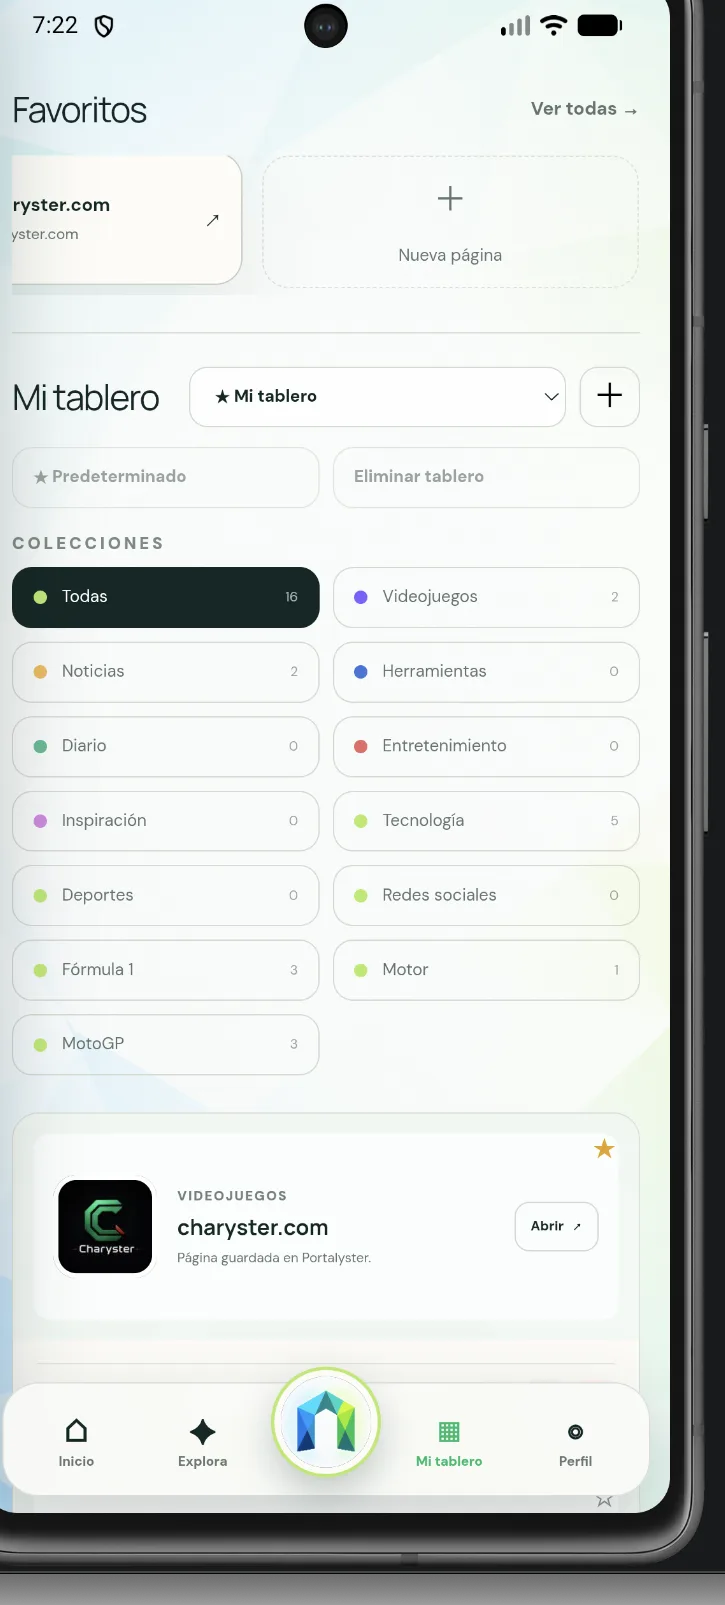 7:22
Favoritos
Ver todas →
ryster.com
yster.com
↗
+
Nueva página
Mi tablero
★ Mi tablero
+
★ Predeterminado
Eliminar tablero
COLECCIONES
Todas 16
Videojuegos 2
Noticias 2
Herramientas 0
Diario 0
Entretenimiento 0
Inspiración 0
Tecnología 5
Deportes 0
Redes sociales 0
Fórmula 1 3
Motor 1
MotoGP 3
★
Charyster
VIDEOJUEGOS
charyster.com
Página guardada en Portalyster.
Abrir ↗
Inicio
Explora
Mi tablero
Perfil